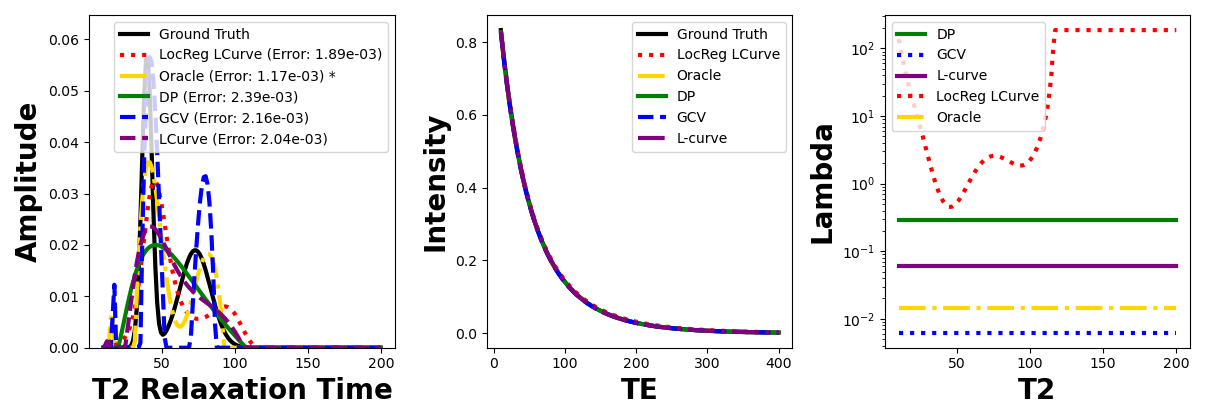 0.06
0.05
0.04
0.03
0.02
0.01
0.00
Amplitude
50
100
150
200
T2 Relaxation Time
Ground Truth
LocReg LCurve (Error: 1.89e-03)
Oracle (Error: 1.17e-03) *
DP (Error: 2.39e-03)
GCV (Error: 2.16e-03)
LCurve (Error: 2.04e-03)
0.8
0.6
0.4
0.2
0.0
Intensity
0
100
200
300
400
TE
Ground Truth
LocReg LCurve
Oracle
DP
GCV
L-curve
10²
10¹
10⁰
10⁻¹
10⁻²
Lambda
50
100
150
200
T2
DP
GCV
L-curve
LocReg LCurve
Oracle